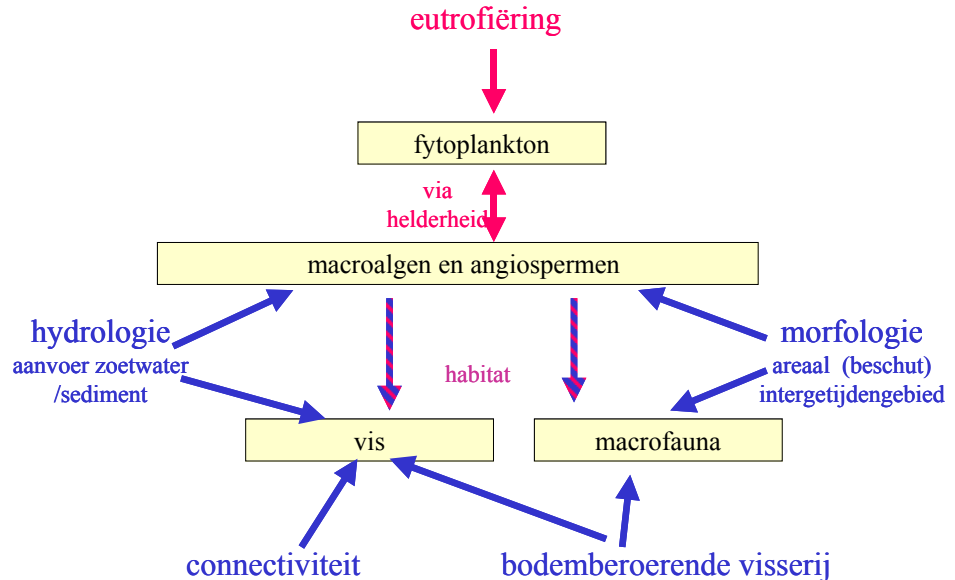 eutrofiëring
fytoplankton
via
helderheid
macroalgen en angiospermen
hydrologie
aanvoer zoetwater
/sediment
morfologie
areaal (beschut)
intergetijdengebied
habitat
vis
macrofauna
connectiviteit
bodemberoerende visserij